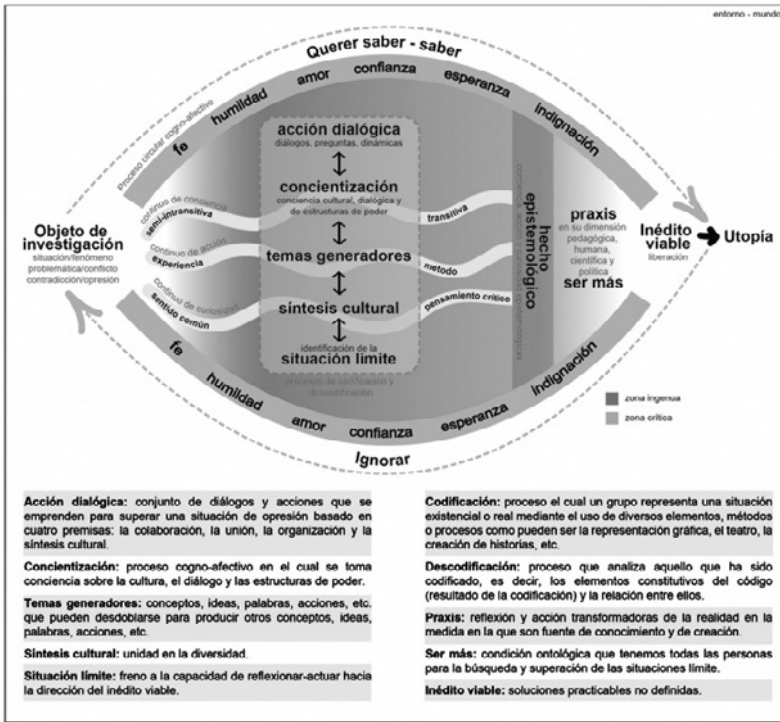 entorno - mundo
Querer saber - saber
fe humildad amor confianza esperanza indignación
Proceso circular cogno-afectivo
acción dialógica
diálogos, preguntas, dinámicas
concientización
conciencia cultural, dialógica y
de estructuras de poder
temas generadores
síntesis cultural
identificación de la
situación límite
procesos de codificación y
descodificación
continuo de conciencia
semi-intransitiva
transitiva
continuo de acción
experiencia
método
continuo de curiosidad
sentido común
pensamiento crítico
Objeto de
investigación
situación/fenómeno
problemática/conflicto
contradicción/opresión
hecho
epistemológico
praxis
en su dimensión
pedagógica,
humana,
científica y
política
ser más
Inédito
viable
liberación
Utopía
zona ingenua
zona crítica
fe humildad amor confianza esperanza indignación
Ignorar
Acción dialógica: conjunto de diálogos y acciones que se
emprenden para superar una situación de opresión basado en
cuatro premisas: la colaboración, la unión, la organización y la
síntesis cultural.
Concientización: proceso cogno-afectivo en el cual se toma
conciencia sobre la cultura, el diálogo y las estructuras de poder.
Temas generadores: conceptos, ideas, palabras, acciones, etc.
que pueden desdoblarse para producir otros conceptos, ideas,
palabras, acciones, etc.
Síntesis cultural: unidad en la diversidad.
Situación límite: freno a la capacidad de reflexionar-actuar hacia
la dirección del inédito viable.
Codificación: proceso el cual un grupo representa una situación
existencial o real mediante el uso de diversos elementos, métodos
o procesos como pueden ser la representación gráfica, el teatro, la
creación de historias, etc.
Descodificación: proceso que analiza aquello que ha sido
codificado, es decir, los elementos constitutivos del código
(resultado de la codificación) y la relación entre ellos.
Praxis: reflexión y acción transformadoras de la realidad en la
medida en la que son fuente de conocimiento y de creación.
Ser más: condición ontológica que tenemos todas las personas
para la búsqueda y superación de las situaciones límite.
Inédito viable: soluciones practicables no definidas.